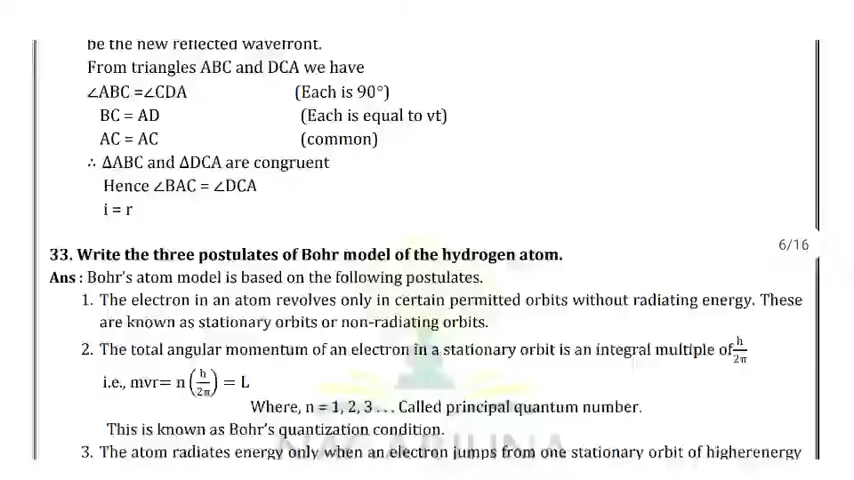 be the new reflected wavefront.
From triangles ABC and DCA we have
∠ABC =∠CDA (Each is 90°)
BC = AD (Each is equal to vt)
AC = AC (common)
∴ ΔABC and ΔDCA are congruent
Hence ∠BAC = ∠DCA
i = r
6/16
33. Write the three postulates of Bohr model of the hydrogen atom.
Ans : Bohr's atom model is based on the following postulates.
1. The electron in an atom revolves only in certain permitted orbits without radiating energy. These
are known as stationary orbits or non-radiating orbits.
2. The total angular momentum of an electron in a stationary orbit is an integral multiple of h/2π
i.e., mvr= n (h/2π) = L
Where, n = 1, 2, 3 . . . Called principal quantum number.
This is known as Bohr's quantization condition.
3. The atom radiates energy only when an electron jumps from one stationary orbit of higherenergy